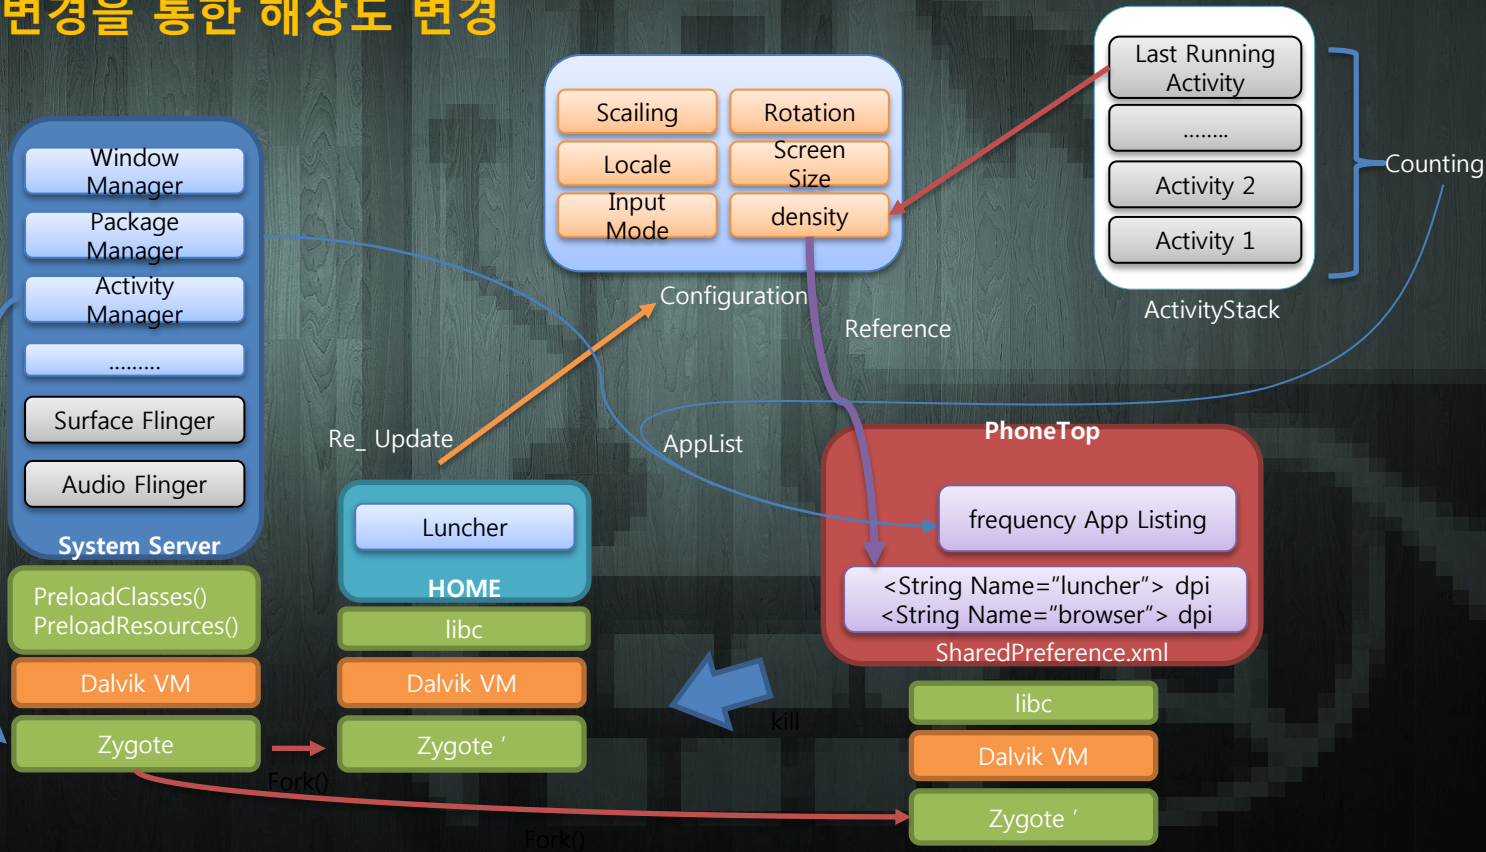 변경을 통한 해상도 변경
Window
Manager
Package
Manager
Activity
Manager
.........
Surface Flinger
Audio Flinger
System Server
PreloadClasses()
PreloadResources()
Dalvik VM
Zygote
Fork()
Fork()
Re_ Update
Luncher
HOME
libc
Dalvik VM
Zygote ′
Scailing
Rotation
Locale
Screen
Size
Input
Mode
density
Configuration
Reference
AppList
kill
Last Running
Activity
........
Activity 2
Activity 1
ActivityStack
Counting
PhoneTop
frequency App Listing
<String Name=“luncher”> dpi
<String Name=“browser”> dpi
SharedPreference.xml
libc
Dalvik VM
Zygote ′